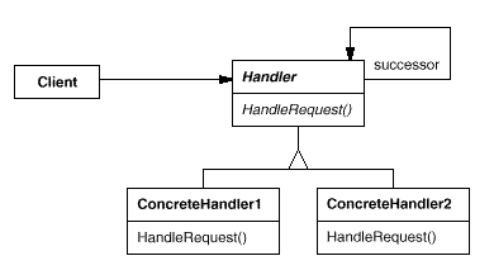 Client
Handler
successor
HandleRequest()
ConcreteHandler1
HandleRequest()
ConcreteHandler2
HandleRequest()